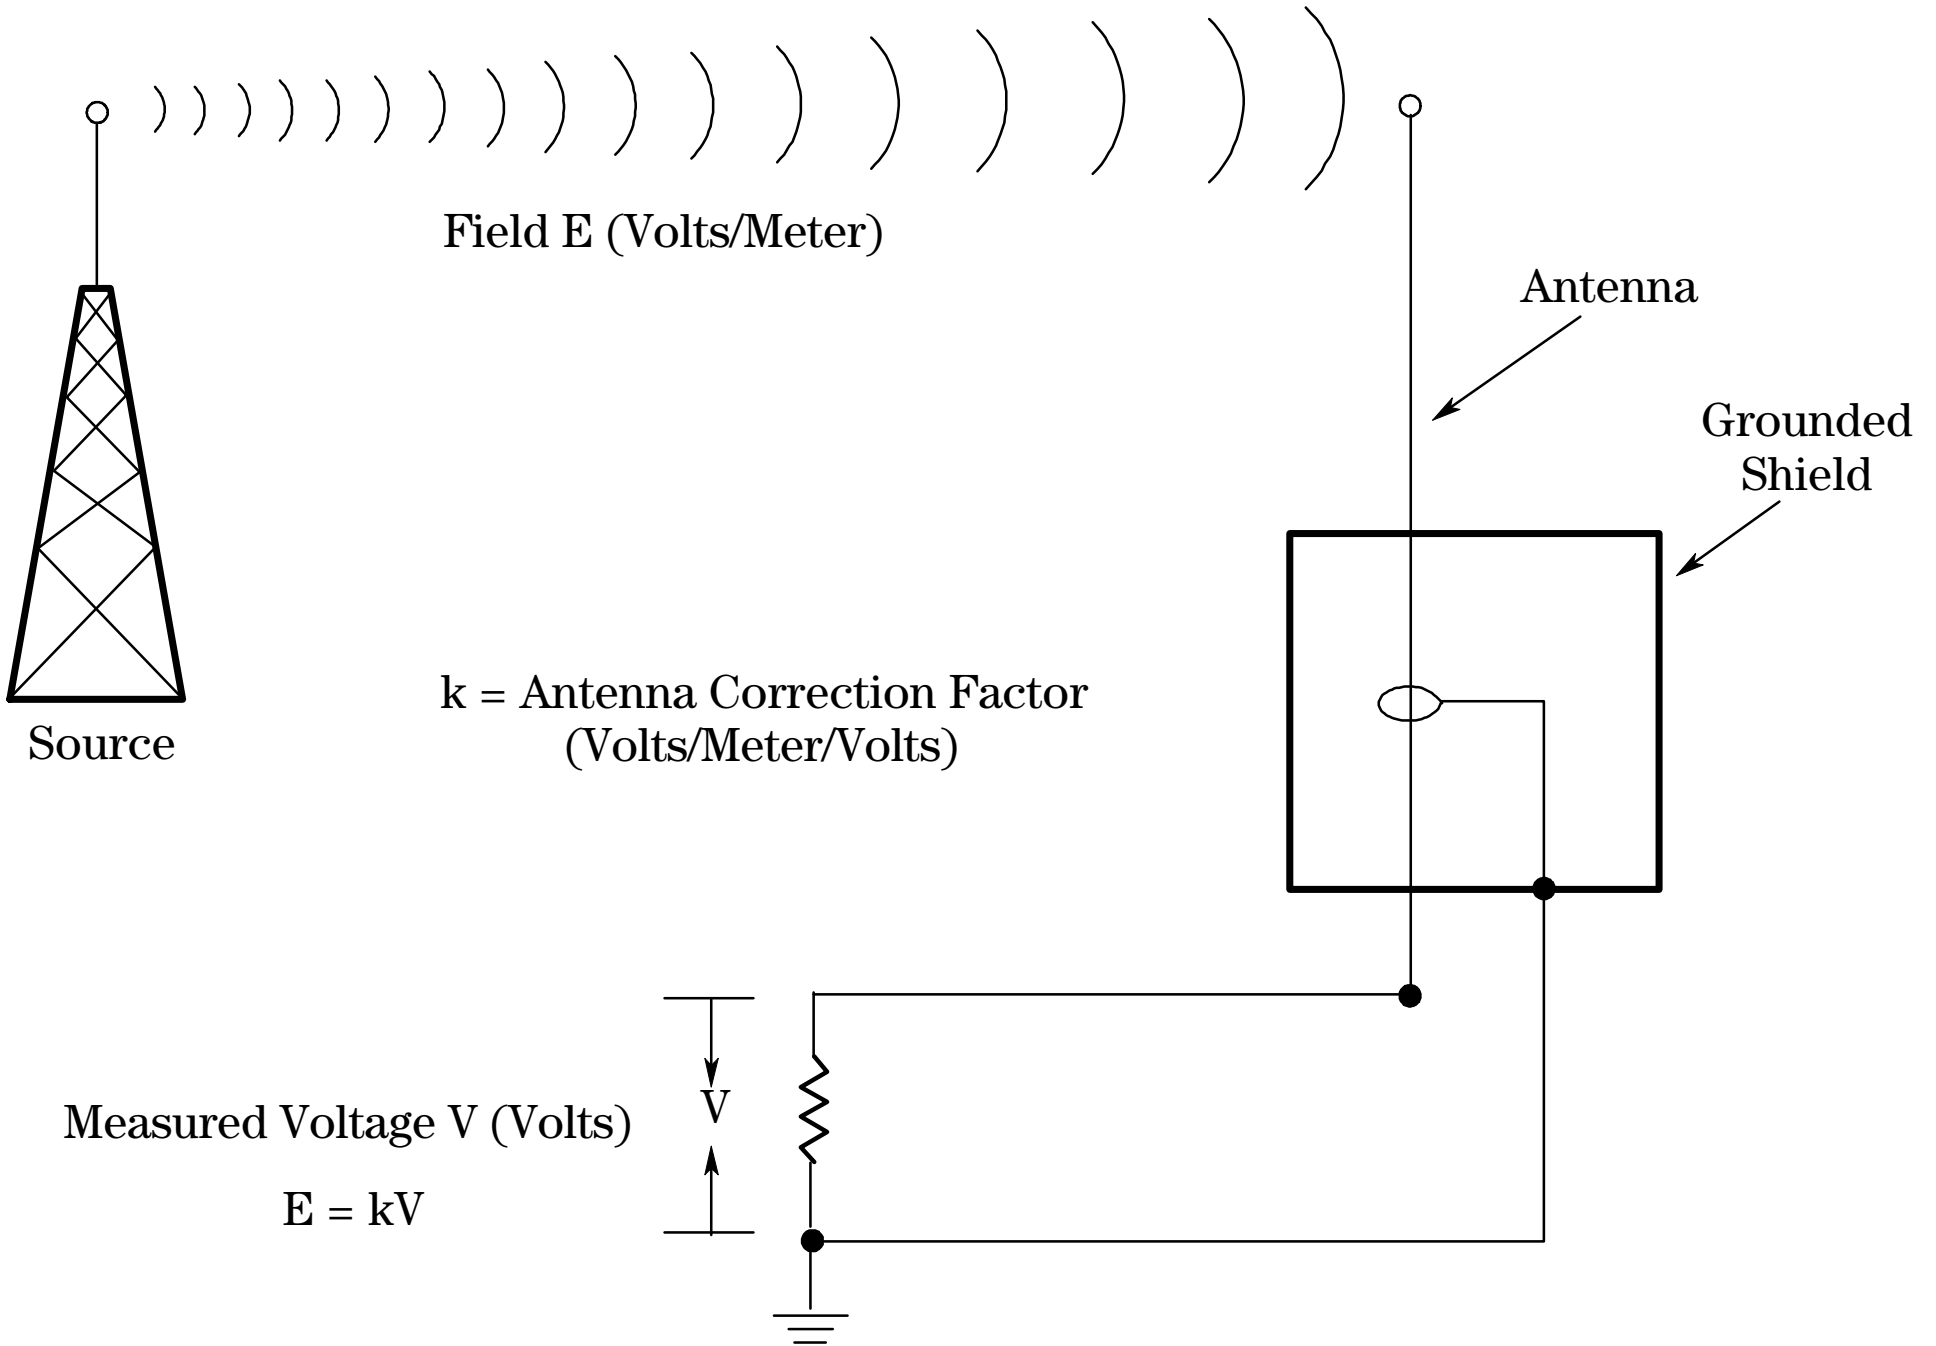 Field E (Volts/Meter)
Antenna
Grounded
Shield
k = Antenna Correction Factor
(Volts/Meter/Volts)
Source
V
Measured Voltage V (Volts)
E = kV